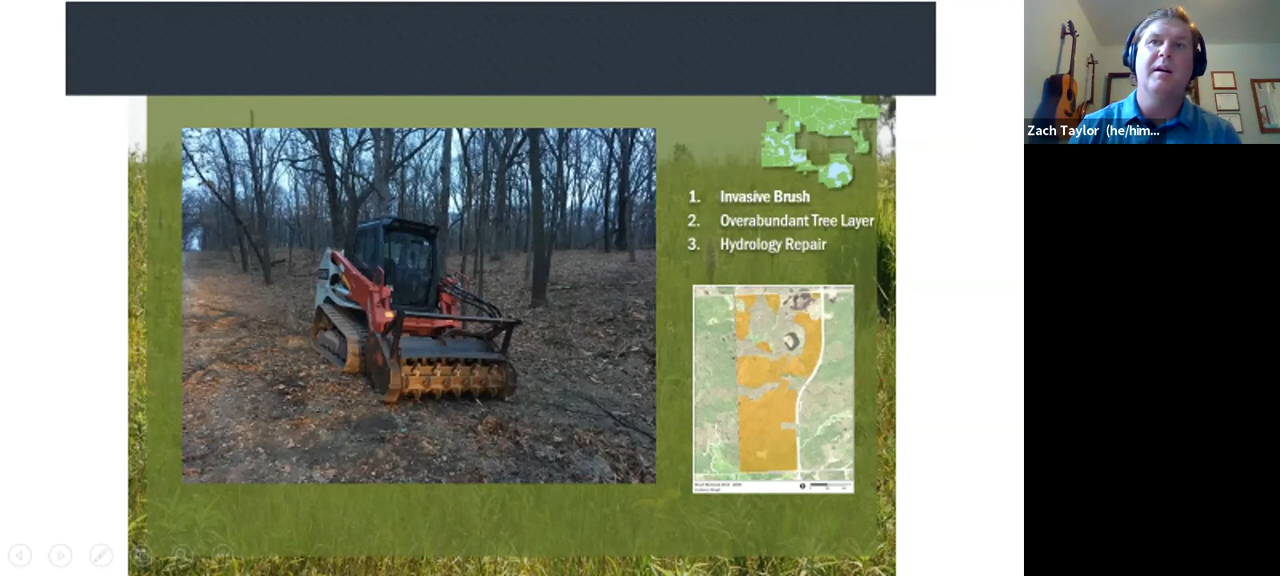 1. Invasive Brush
2. Overabundant Tree Layer
3. Hydrology Repair
Zach Taylor (he/him...